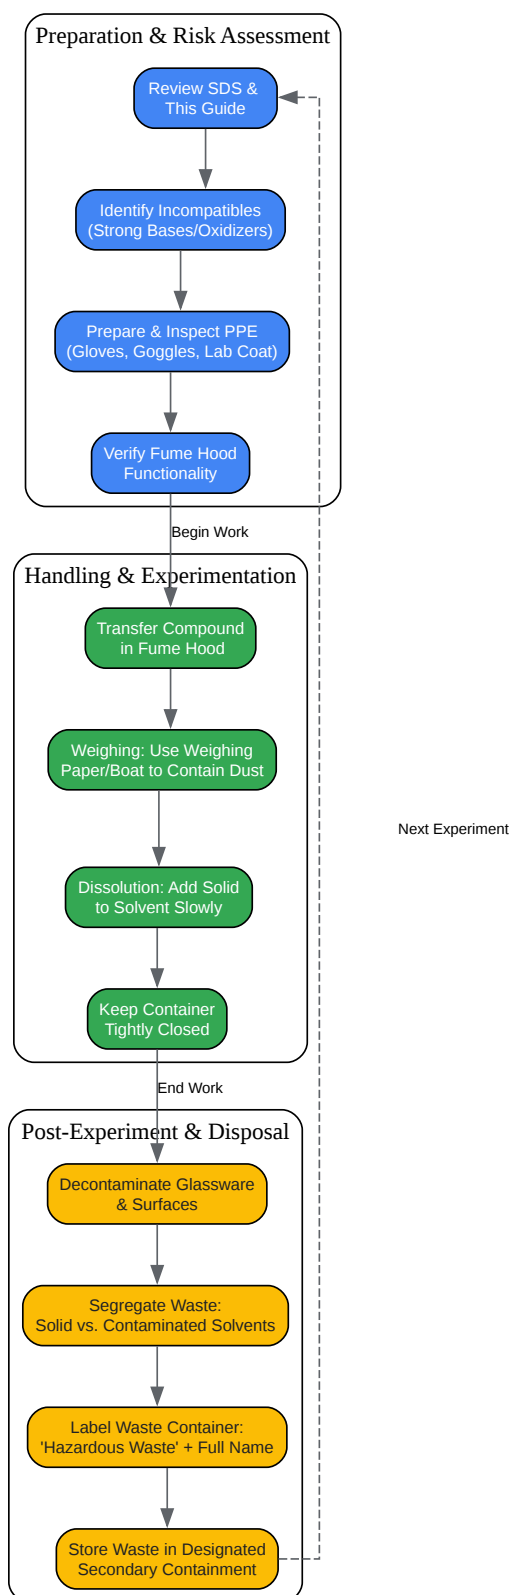 Preparation & Risk Assessment
Review SDS &
This Guide
Identify Incompatibles
(Strong Bases/Oxidizers)
Prepare & Inspect PPE
(Gloves, Goggles, Lab Coat)
Verify Fume Hood
Functionality
Begin Work
Handling & Experimentation
Transfer Compound
in Fume Hood
Weighing: Use Weighing
Paper/Boat to Contain Dust
Next Experiment
Dissolution: Add Solid
to Solvent Slowly
Keep Container
Tightly Closed
End Work
Post-Experiment & Disposal
Decontaminate Glassware
& Surfaces
Segregate Waste:
Solid vs. Contaminated Solvents
Label Waste Container:
'Hazardous Waste' + Full Name
Store Waste in Designated
Secondary Containment